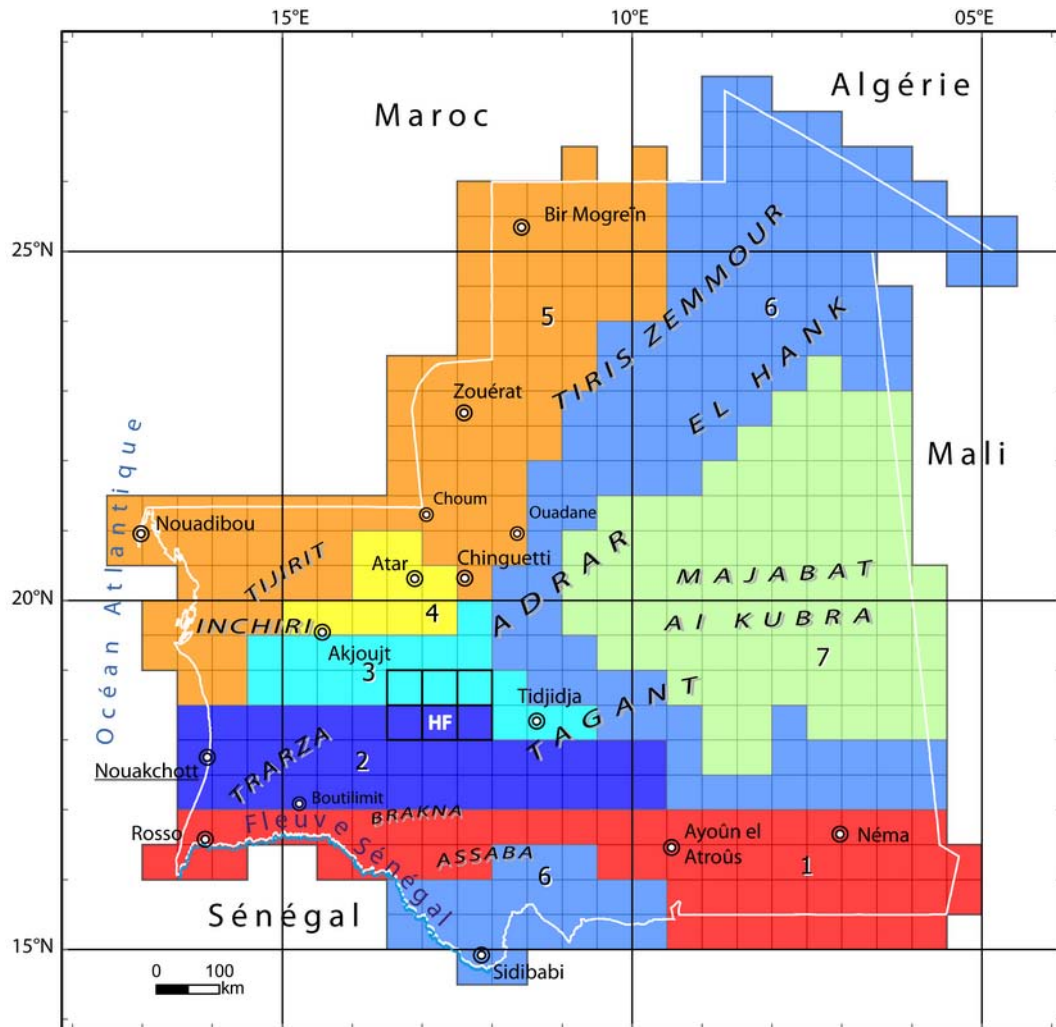 15°E
10°E
05°E
Algérie
Maroc
Bir Mogreïn
25°N
5
6
TIRIS ZEMMOUR
EL HANK
Zouérat
Océan Atlantique
Mali
Choum
Nouadibou
Ouadane
Atar
Chinguetti
TIJIRIT
ADRAR
MAJABAT
20°N
4
INCHIRI
AI KUBRA
Akjoujt
3
7
Tidjidja
TAGANT
HF
TRARZA
2
Nouakchott
Boutilimit
BRAKNA
Rosso
Fleuve Sénégal
Ayoûn el
Atroûs
Néma
ASSABA
6
1
Sénégal
15°N
Sidibabi
0 100
km